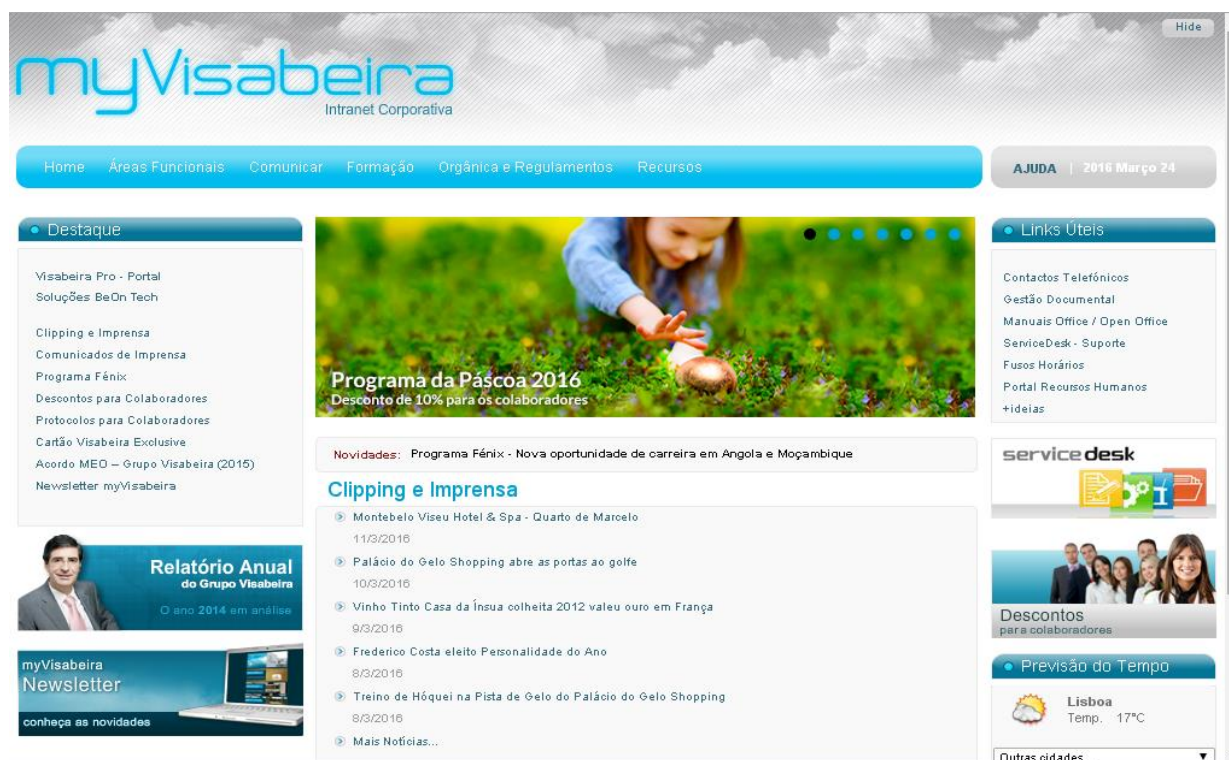 Hide
myVisabeira
Intranet Corporativa
Home Áreas Funcionais Comunicar Formação Orgânica e Regulamentos Recursos
AJUDA | 2016 Março 24
Destaque
Visabeira Pro - Portal
Soluções BeOn Tech
Clipping e Imprensa
Comunicados de Imprensa
Programa Fénix
Descontos para Colaboradores
Protocolos para Colaboradores
Cartão Visabeira Exclusive
Acordo MEO – Grupo Visabeira (2015)
Newsletter myVisabeira
Relatório Anual
do Grupo Visabeira
O ano 2014 em análise
myVisabeira
Newsletter
conheça as novidades
Programa da Páscoa 2016
Desconto de 10% para os colaboradores
Novidades: Programa Fénix - Nova oportunidade de carreira em Angola e Moçambique
Clipping e Imprensa
Montebelo Viseu Hotel & Spa - Quarto de Marcelo
11/3/2016
Palácio do Gelo Shopping abre as portas ao golfe
10/3/2016
Vinho Tinto Casa da Ínsua colheita 2012 valeu ouro em França
9/3/2016
Frederico Costa eleito Personalidade do Ano
8/3/2016
Treino de Hóquei na Pista de Gelo do Palácio do Gelo Shopping
8/3/2016
Mais Notícias...
Links Úteis
Contactos Telefónicos
Gestão Documental
Manuais Office / Open Office
ServiceDesk - Suporte
Fusos Horários
Portal Recursos Humanos
+ideias
service desk
Descontos
para colaboradores
Previsão do Tempo
Lisboa
Temp. 17ºC
Outras cidades